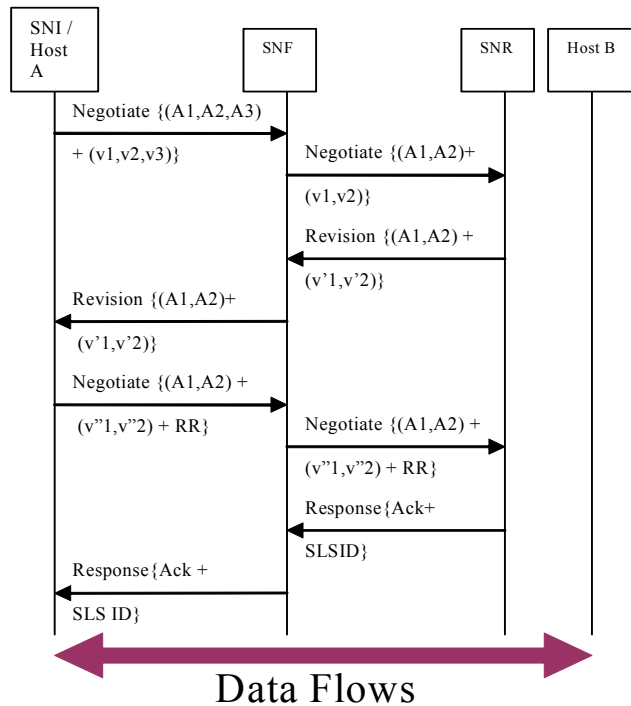 SNI /
Host
A
SNF
SNR
Host B
Negotiate {(A1,A2,A3)
+ (v1,v2,v3)}
Negotiate {(A1,A2)+
(v1,v2)}
Revision {(A1,A2) +
(v’1,v’2)}
Revision {(A1,A2)+
(v’1,v’2)}
Negotiate {(A1,A2) +
(v”1,v”2) + RR}
Negotiate {(A1,A2) +
(v”1,v”2) + RR}
Response{Ack+
SLSID}
Response{Ack +
SLS ID}
Data Flows